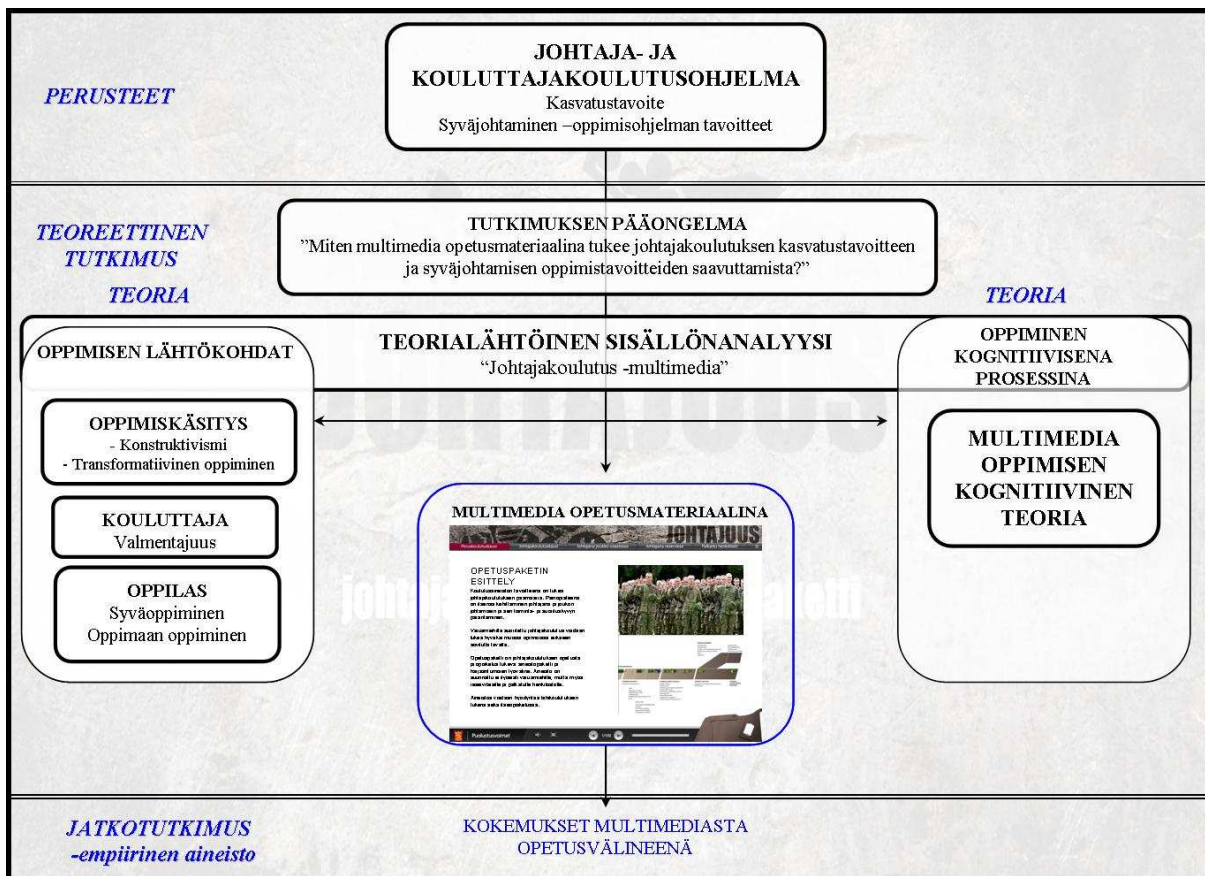 PERUSTEET
JOHTAJA- JA
KOULUTTAJAKOULUTUSOHJELMA
Kasvatustavoite
Syväjohtaminen –oppimisohjelman tavoitteet
TEOREETTINEN
TUTKIMUS
TUTKIMUKSEN PÄÄONGELMA
”Miten multimedia opetusmateriaalina tukee johtajakoulutuksen kasvatustavoitteen
ja syväjohtamisen oppimistavoitteiden saavuttamista?”
TEORIA
TEORIA
TEORIALÄHTÖINEN SISÄLLÖNANALYYSI
“Johtajakoulutus -multimedia”
OPPIMISEN LÄHTÖKOHDAT
OPPIMISKÄSITYS
- Konstruktivismi
- Transformatiivinen oppiminen
KOULUTTAJA
Valmentajuus
OPPILAS
Syväoppiminen
Oppimaan oppiminen
OPPIMINEN
KOGNITIIVISENA
PROSESSINA
MULTIMEDIA
OPPIMISEN
KOGNITIIVINEN
TEORIA
MULTIMEDIA OPETUSMATERIAALINA
JOHTAJUUS
OPETUSPAKETIN
ESITTELY
Puolustusvoimat
JATKOTUTKIMUS
-empiirinen aineisto
KOKEMUKSET MULTIMEDIASTA
OPETUSVÄLINEENÄ
JOHTAJUUS